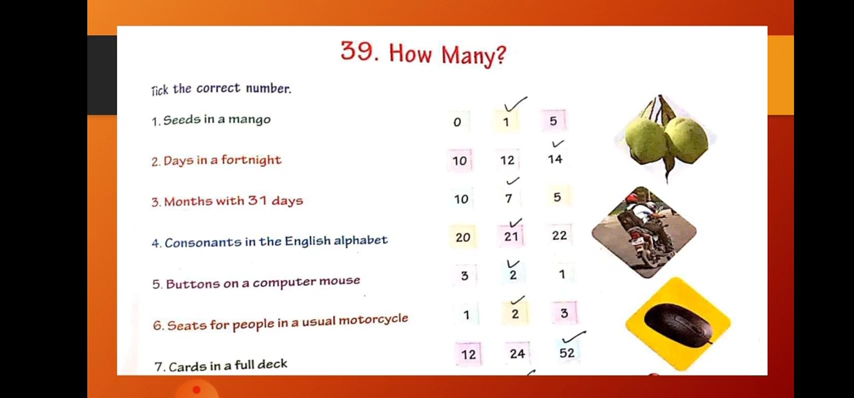 39. How Many?
Tick the correct number.
1. Seeds in a mango 0 1 5
2. Days in a fortnight 10 12 14
3. Months with 31 days 10 7 5
4. Consonants in the English alphabet 20 21 22
5. Buttons on a computer mouse 3 2 1
6. Seats for people in a usual motorcycle 1 2 3
7. Cards in a full deck 12 24 52